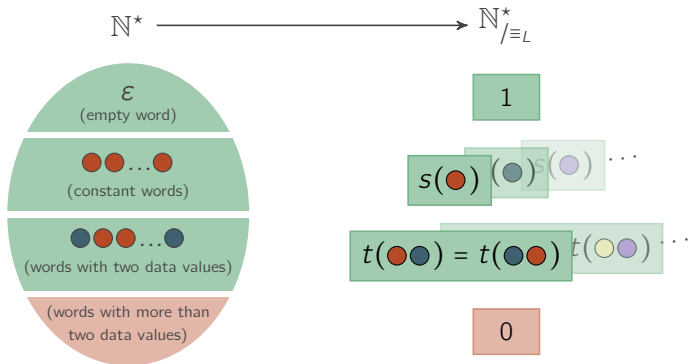 ℕ* ℕ*/≡L
ε
(empty word)
1
...
(constant words)
s( ) ( ) s( ) ...
...
(words with two data values)
t( ) = t( ) t( ) ...
(words with more than
two data values)
0